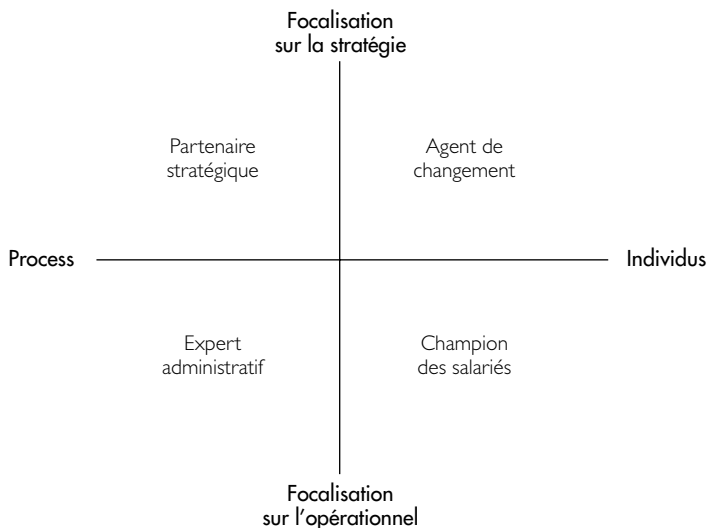 Focalisation
sur la stratégie
Partenaire
stratégique
Agent de
changement
Process
Individus
Expert
administratif
Champion
des salariés
Focalisation
sur l'opérationnel